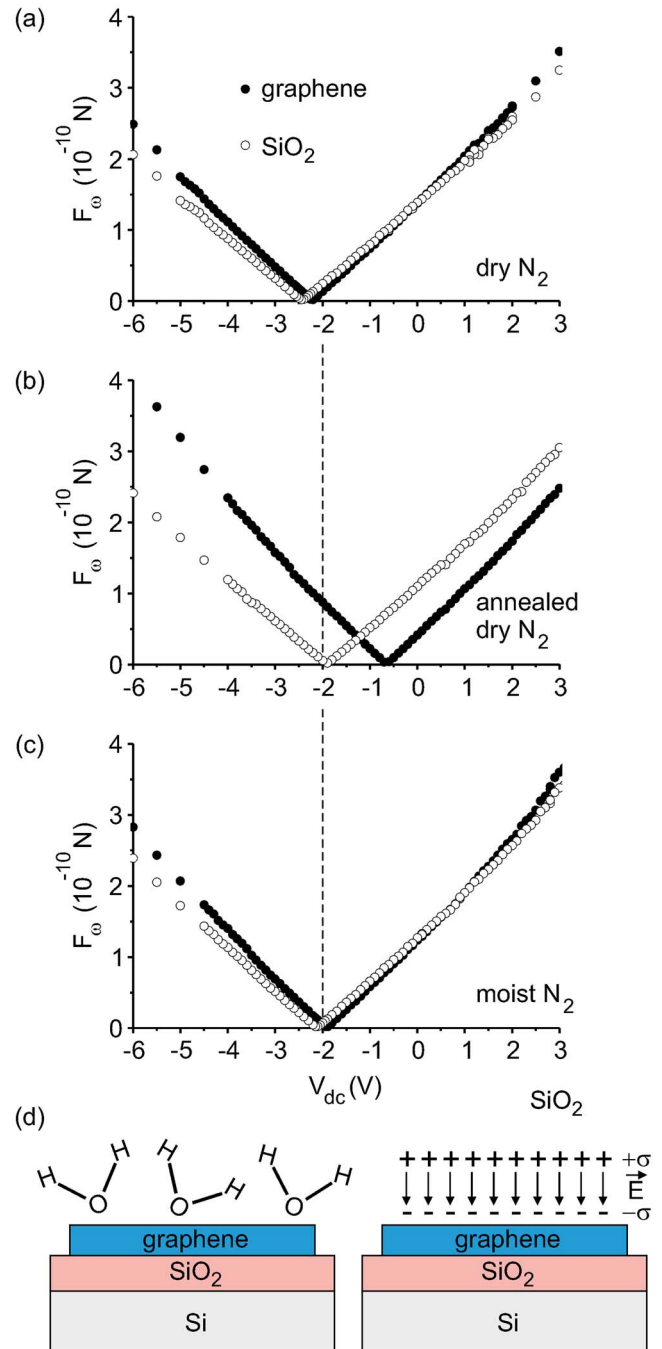 (a)
4
3
2
1
0
F_ω (10^-10 N)
● graphene
○ SiO₂
dry N₂
-6 -5 -4 -3 -2 -1 0 1 2 3
(b)
4
3
2
1
0
F_ω (10^-10 N)
annealed
dry N₂
-6 -5 -4 -3 -2 -1 0 1 2 3
(c)
4
3
2
1
0
F_ω (10^-10 N)
moist N₂
-6 -5 -4 -3 -2 -1 0 1 2 3
V_dc (V)
SiO₂
(d)
H H H H H H
O O O
graphene
SiO₂
Si
+ + + + + + + + + +σ
E
- - - - - - - - - -σ
graphene
SiO₂
Si